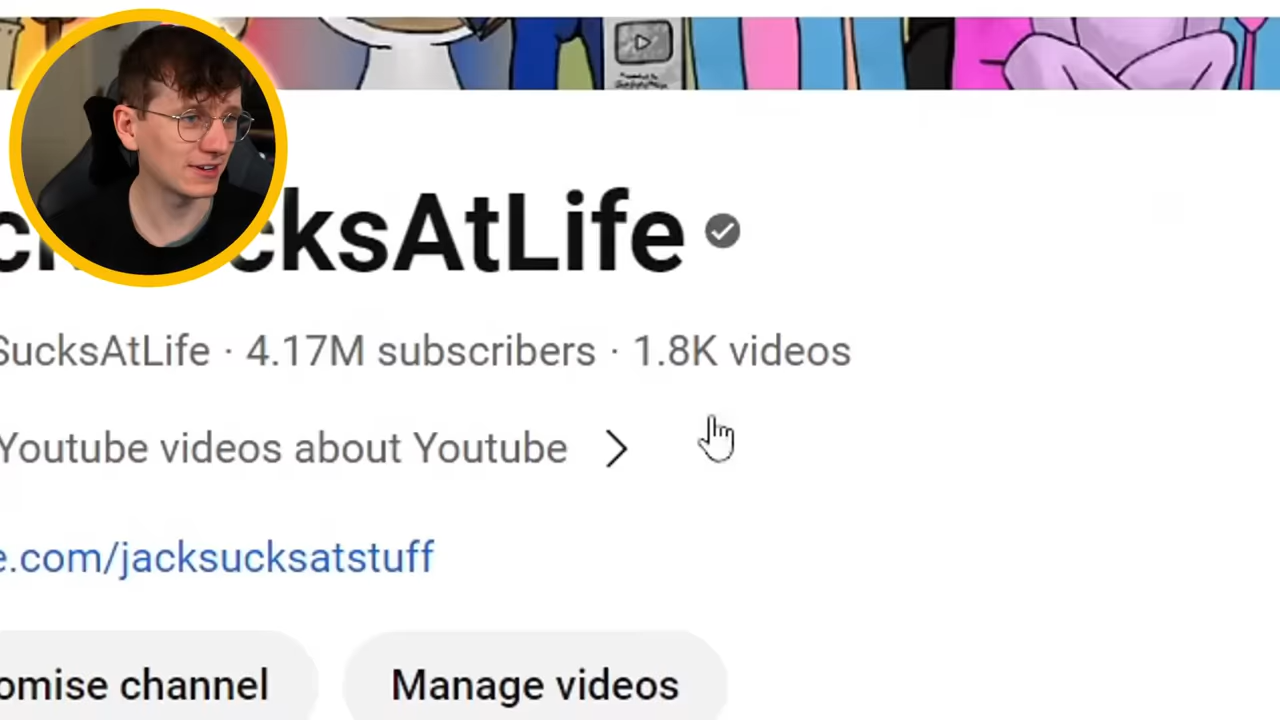 cksAtLife
SucksAtLife · 4.17M subscribers · 1.8K videos
Youtube videos about Youtube
e.com/jacksucksatstuff
omise channel
Manage videos